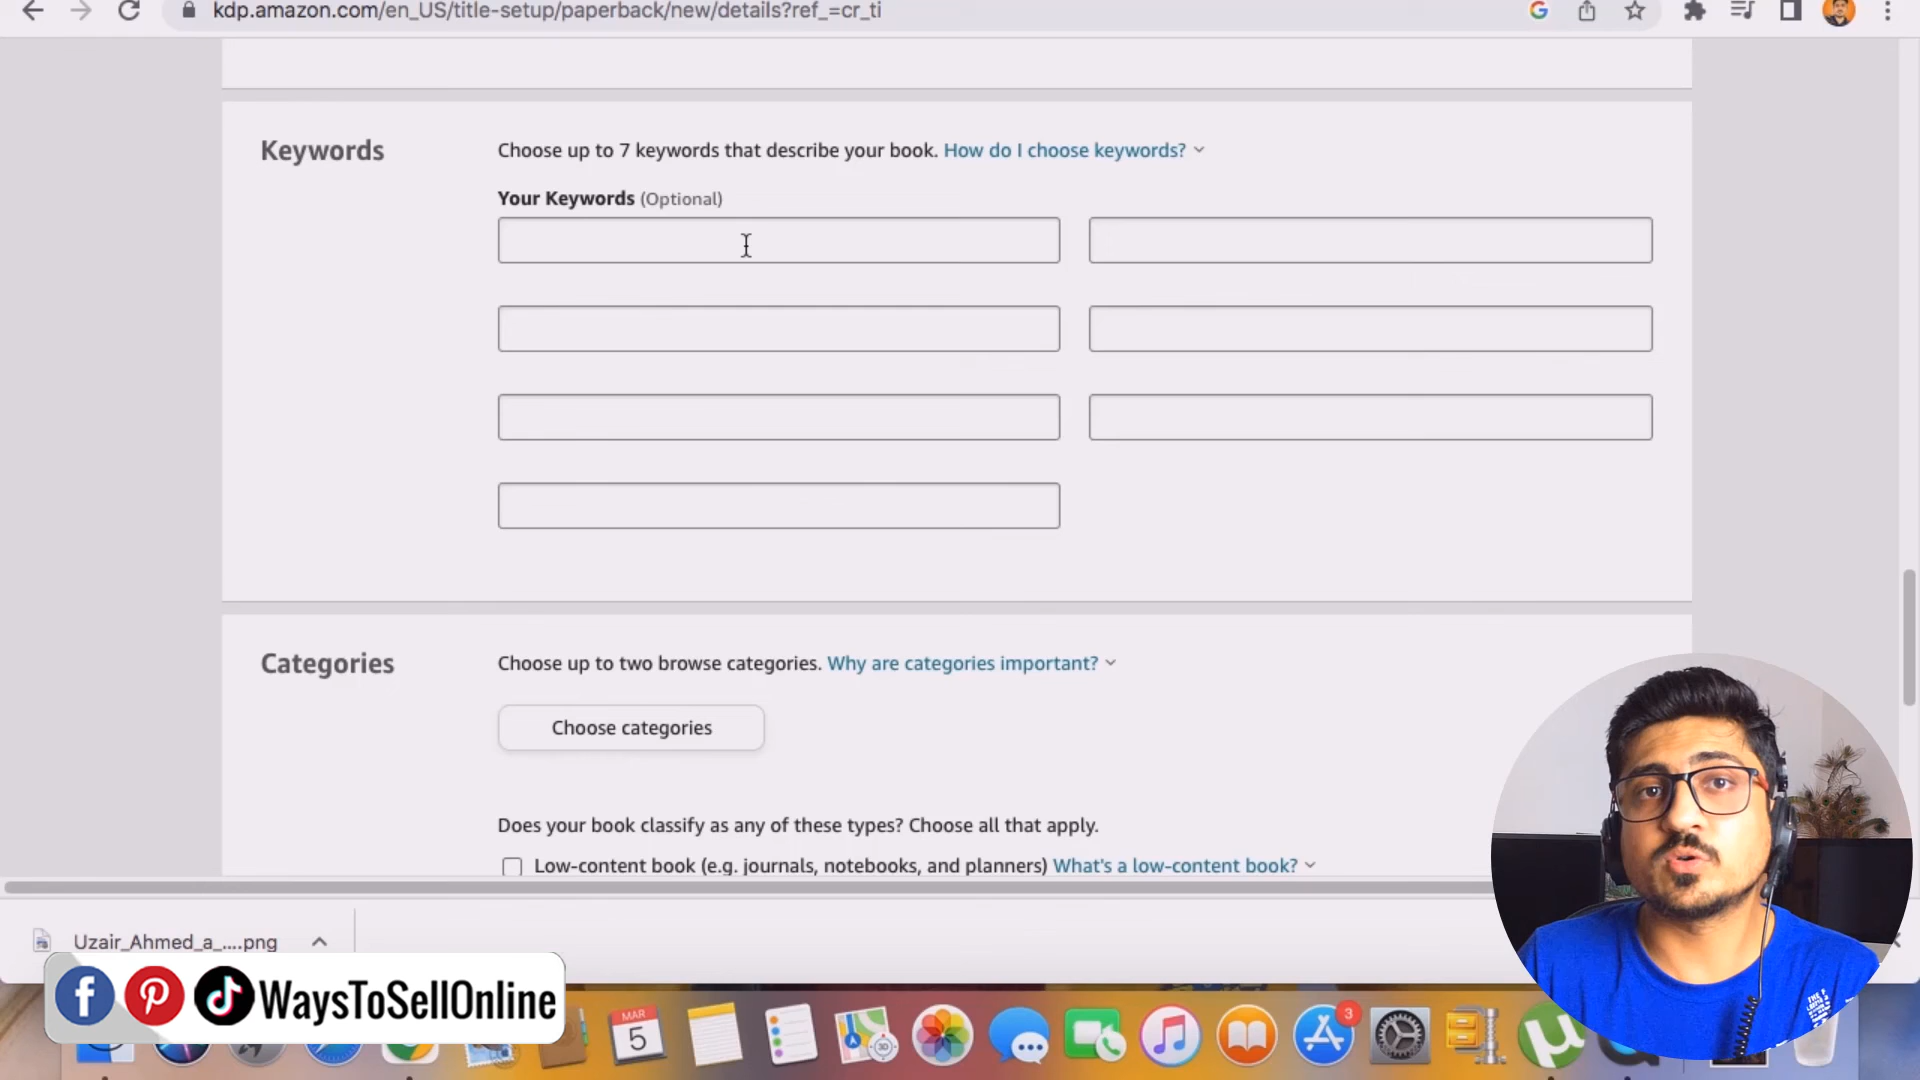 kdp.amazon.com/en_US/title-setup/paperback/new/details?ref_=cr_ti
Keywords
Choose up to 7 keywords that describe your book. How do I choose keywords?
Your Keywords (Optional)
Categories
Choose up to two browse categories. Why are categories important?
Choose categories
Does your book classify as any of these types? Choose all that apply.
Low-content book (e.g. journals, notebooks, and planners) What's a low-content book?
Uzair_Ahmed_a_....png
WaysToSellOnline
MAR
5
3D
3